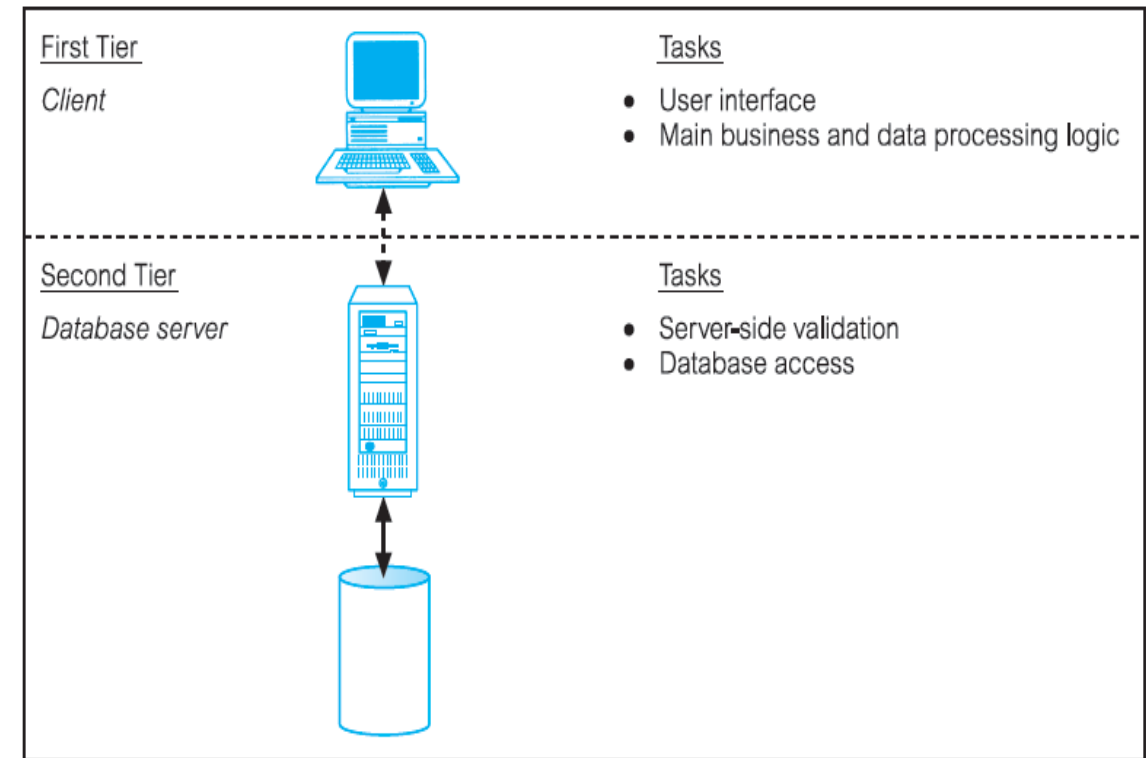 First Tier
Client
Tasks
• User interface
• Main business and data processing logic
Second Tier
Database server
Tasks
• Server-side validation
• Database access